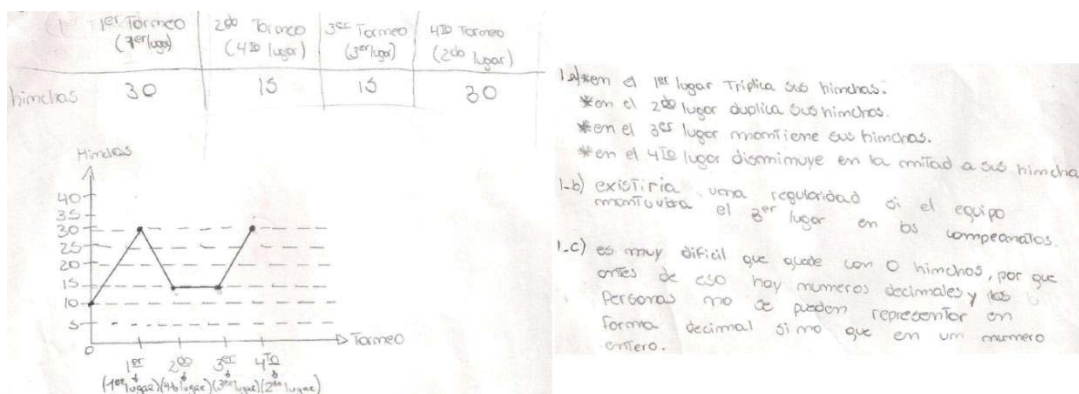 1er Torneo 2do Torneo 3er Torneo 4to Torneo
(1er lugar) (4to lugar) (3er lugar) (2do lugar)
hinchas 30 15 15 30
Hinchas
40
35
30
25
20
15
10
5
0
Torneo
1er 2do 3er 4to
(1er lugar) (4to lugar) (3er lugar) (2do lugar)
1.a) *en el 1er lugar Triplica sus hinchas.
*en el 2do lugar duplica sus hinchas.
*en el 3er lugar mantiene sus hinchas.
*en el 4to lugar disminuye en la mitad a sus hincha
1-b) existiria una regularidad si el equipo
mantuviera el 3er lugar en los campeonatos.
1.c) es muy dificil que quede con 0 hinchas, por que
antes de eso hay numeros decimales y las
Personas no se pueden representar en
forma decimal si no que en un numero
entero.